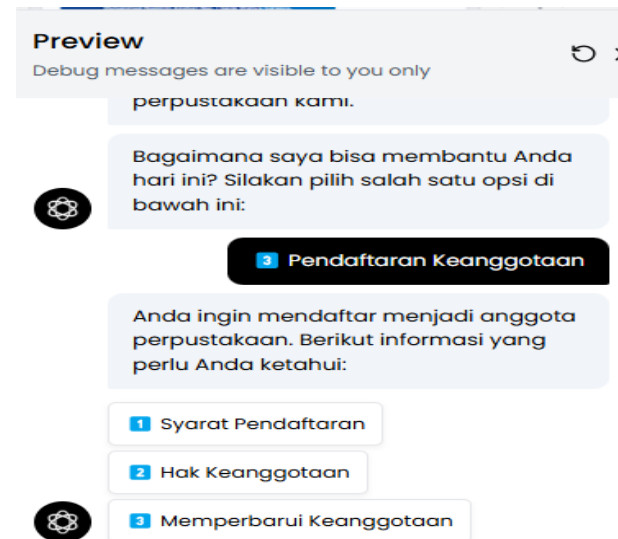 Preview
Debug messages are visible to you only
perpustakaan kami.
Bagaimana saya bisa membantu Anda
hari ini? Silakan pilih salah satu opsi di
bawah ini:
3 Pendaftaran Keanggotaan
Anda ingin mendaftar menjadi anggota
perpustakaan. Berikut informasi yang
perlu Anda ketahui:
1 Syarat Pendaftaran
2 Hak Keanggotaan
3 Memperbarui Keanggotaan